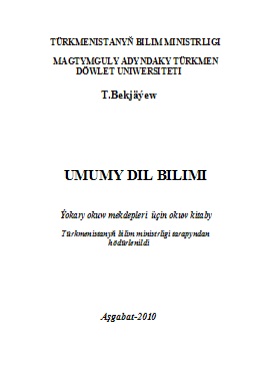 TÜRKMENISTANYŇ BILIM MINISTRLIGI
MAGTYMGULY ADYNDAKY TÜRKMEN
DÖWLET UNIWERSITETI
T.Bekjäýew
UMUMY DIL BILIMI
Ýokary okuw mekdepleri üçin okuw kitaby
Türkmenistanyň bilim ministrligi tarapyndan
hödürlenildi
Aşgabat-2010